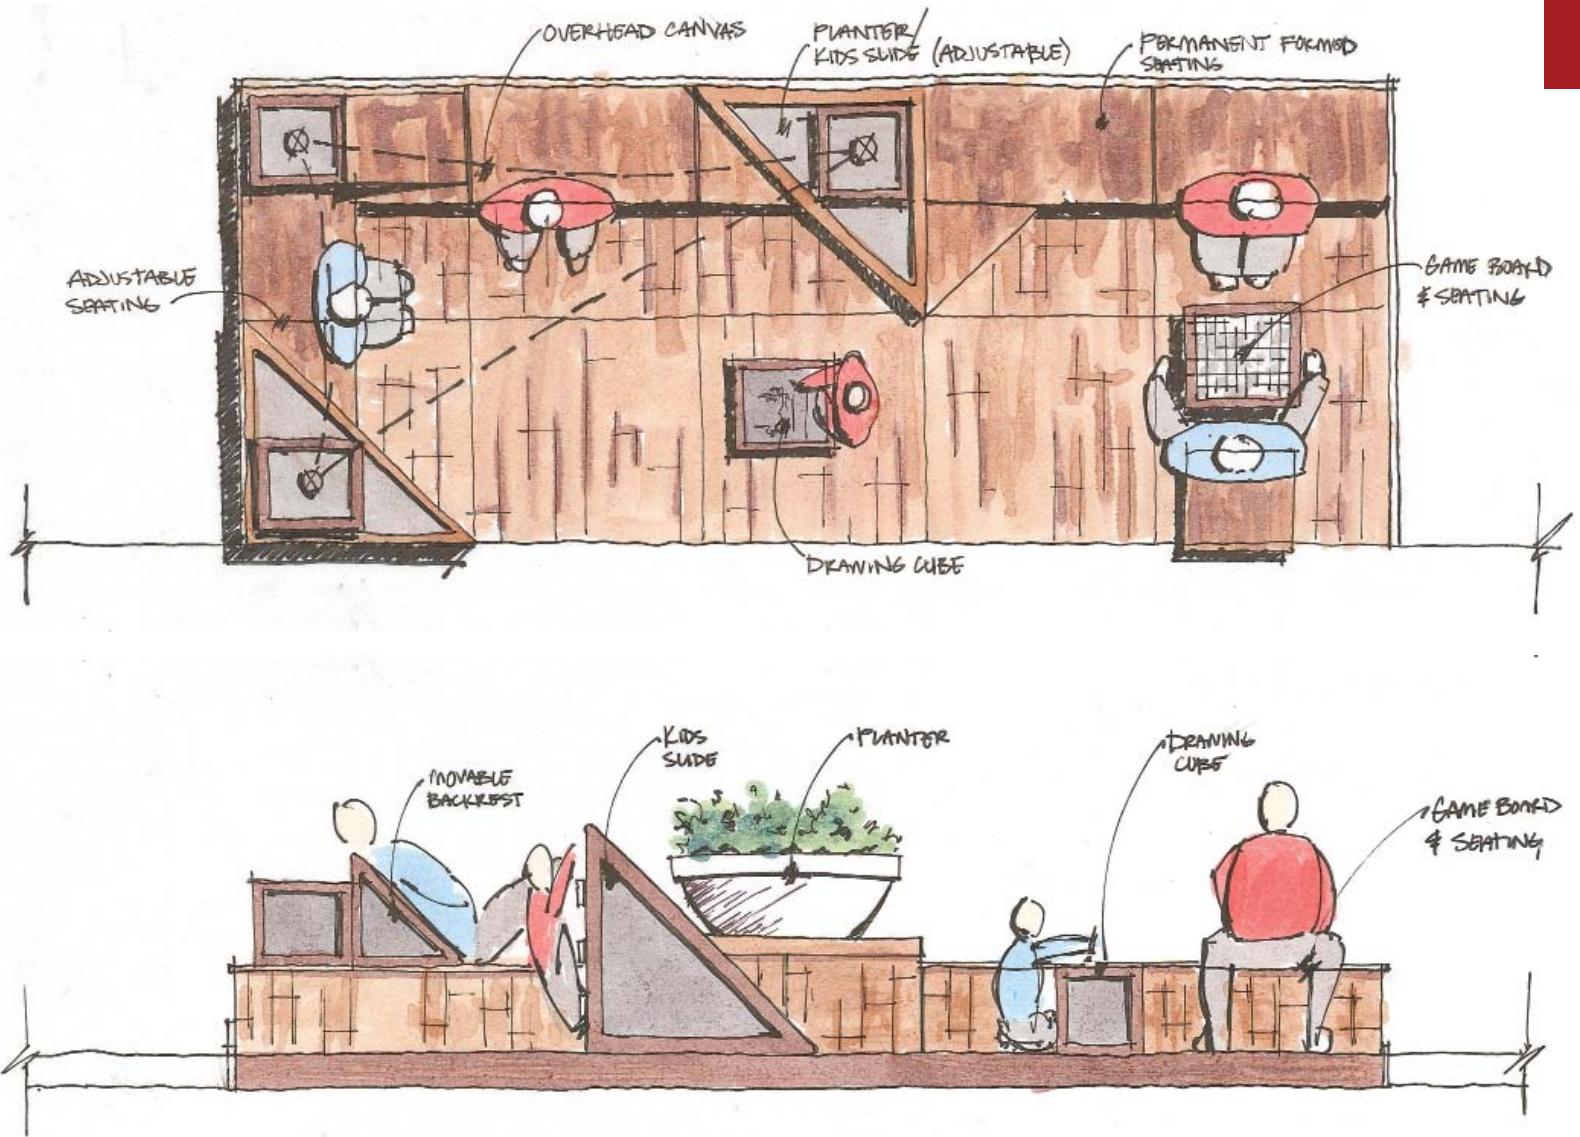 OVERHEAD CANVAS
PLANTER/
KIDS SLIDE (ADJUSTABLE)
PERMANENT FORMED
SEATING
ADJUSTABLE
SEATING
GAME BOARD
& SEATING
DRAWING CUBE
KIDS
SLIDE
PLANTER
DRAWING
CUBE
MOVABLE
BACKREST
GAME BOARD
& SEATING